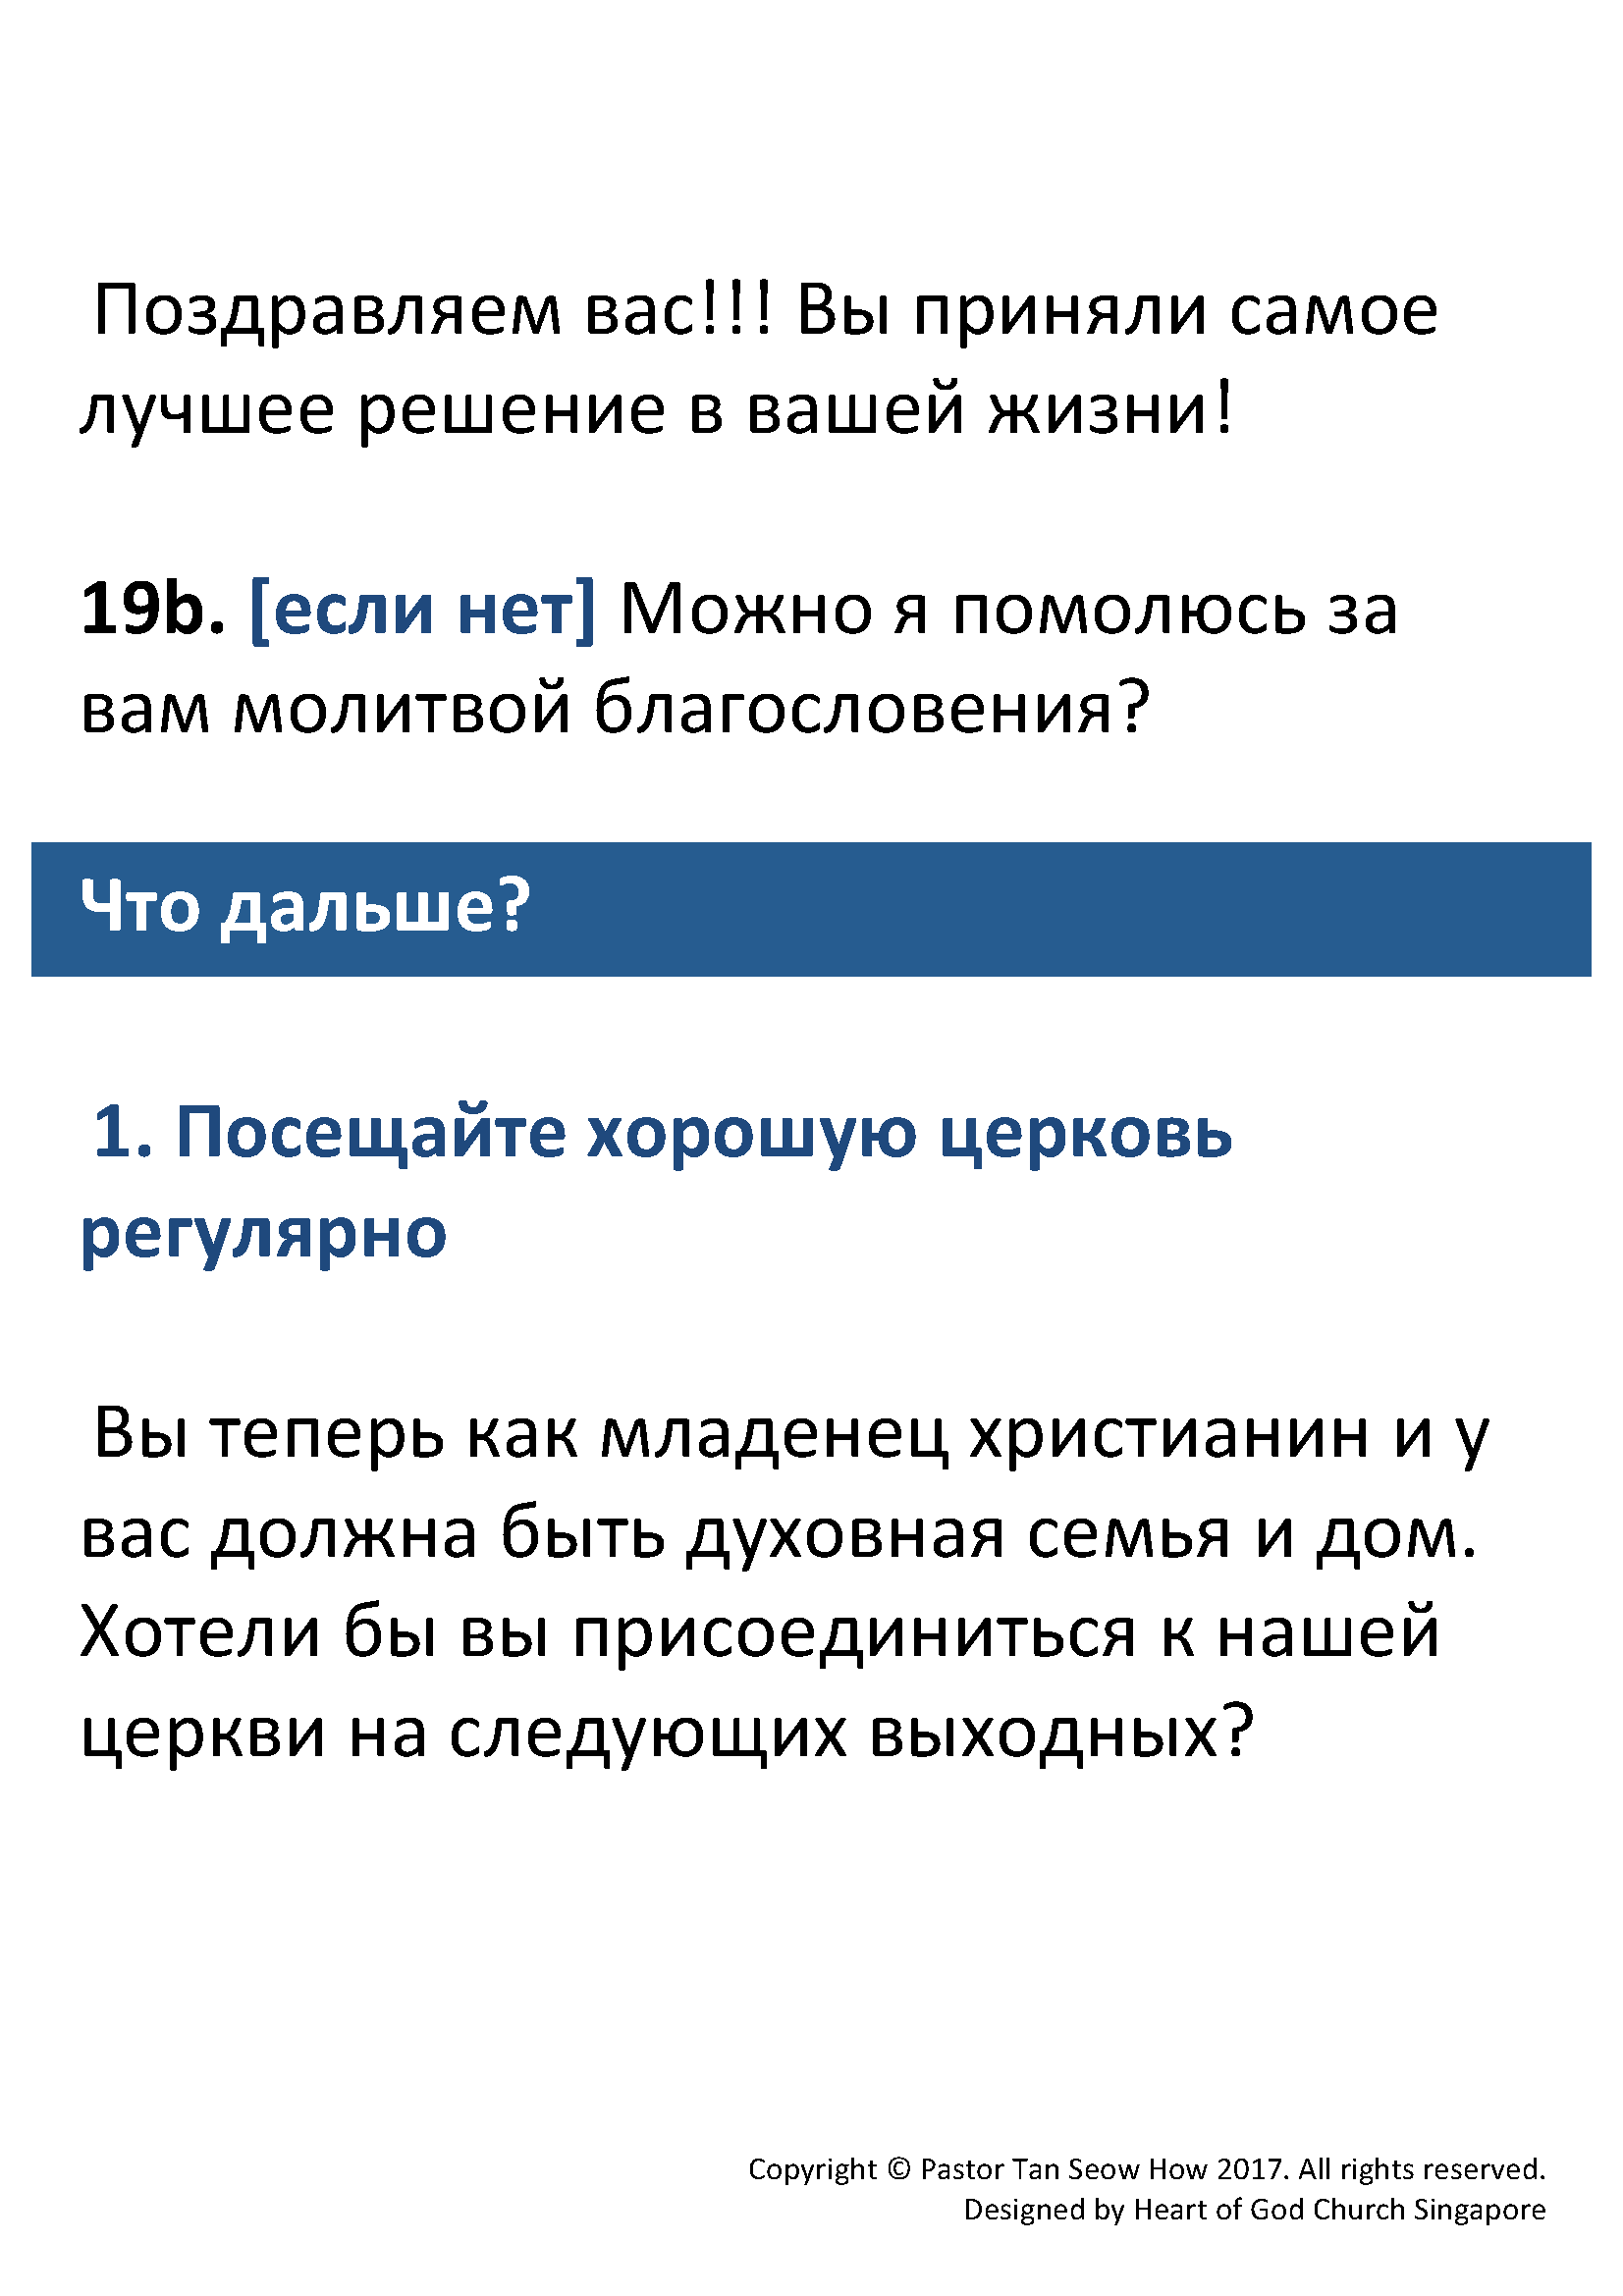 Поздравляем вас!!! Вы приняли самое
лучшее решение в вашей жизни!
19b. [если нет] Можно я помолюсь за
вам молитвой благословения?
Что дальше?
1. Посещайте хорошую церковь
регулярно
Вы теперь как младенец христианин и у
вас должна быть духовная семья и дом.
Хотели бы вы присоединиться к нашей
церкви на следующих выходных?
Copyright © Pastor Tan Seow How 2017. All rights reserved.
Designed by Heart of God Church Singapore